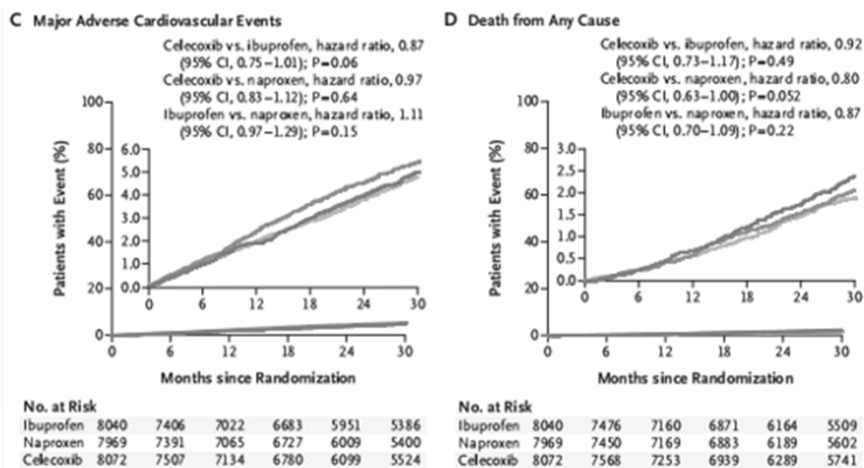 C Major Adverse Cardiovascular Events
Celecoxib vs. ibuprofen, hazard ratio, 0.87
(95% CI, 0.75–1.01); P=0.06
Celecoxib vs. naproxen, hazard ratio, 0.97
(95% CI, 0.83–1.12); P=0.64
Ibuprofen vs. naproxen, hazard ratio, 1.11
(95% CI, 0.97–1.29); P=0.15
Patients with Event (%)
100
80
60
40
20
0
6.0
5.0
4.0
3.0
2.0
1.0
0.0
0 6 12 18 24 30
0 6 12 18 24 30
Months since Randomization
No. at Risk
Ibuprofen 8040 7406 7022 6683 5951 5386
Naproxen 7969 7391 7065 6727 6009 5400
Celecoxib 8072 7507 7134 6780 6099 5524
D Death from Any Cause
Celecoxib vs. ibuprofen, hazard ratio, 0.92
(95% CI, 0.73–1.17); P=0.49
Celecoxib vs. naproxen, hazard ratio, 0.80
(95% CI, 0.63–1.00); P=0.052
Ibuprofen vs. naproxen, hazard ratio, 0.87
(95% CI, 0.70–1.09); P=0.22
Patients with Event (%)
100
80
60
40
20
0
3.0
2.5
2.0
1.5
1.0
0.5
0.0
0 6 12 18 24 30
0 6 12 18 24 30
Months since Randomization
No. at Risk
Ibuprofen 8040 7476 7160 6871 6164 5509
Naproxen 7969 7450 7169 6883 6189 5602
Celecoxib 8072 7568 7253 6939 6289 5741